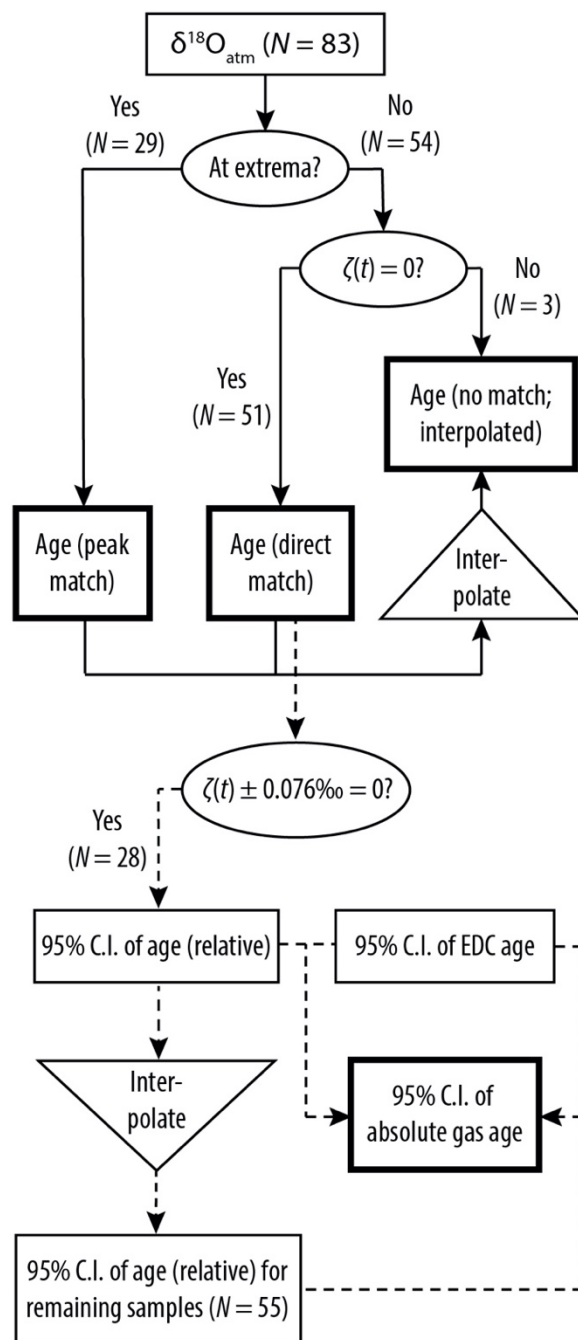 δ¹⁸Oatm (N = 83)
Yes
(N = 29)
No
(N = 54)
At extrema?
ζ(t) = 0?
No
(N = 3)
Yes
(N = 51)
Age (no match;
interpolated)
Age (peak
match)
Age (direct
match)
Inter-
polate
ζ(t) ± 0.076‰ = 0?
Yes
(N = 28)
95% C.I. of age (relative)
95% C.I. of EDC age
Inter-
polate
95% C.I. of
absolute gas age
95% C.I. of age (relative) for
remaining samples (N = 55)